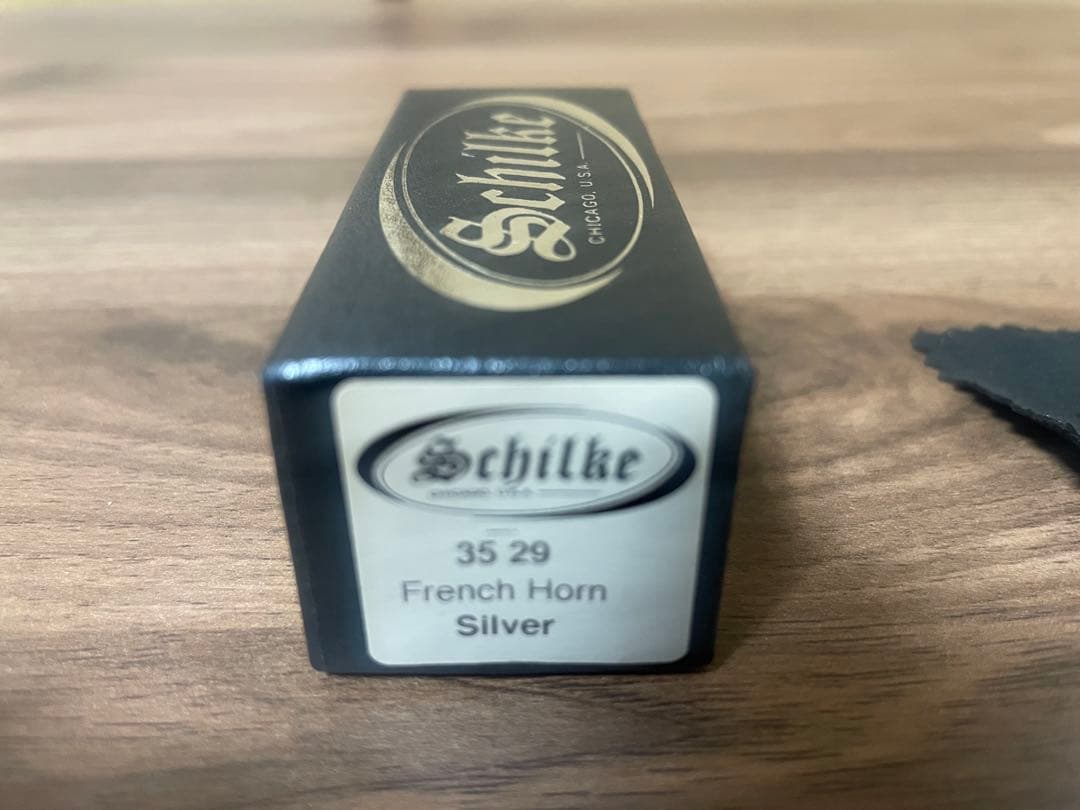 Schilke
CHICAGO, U.S.A.
Schilke
35 29
French Horn
Silver